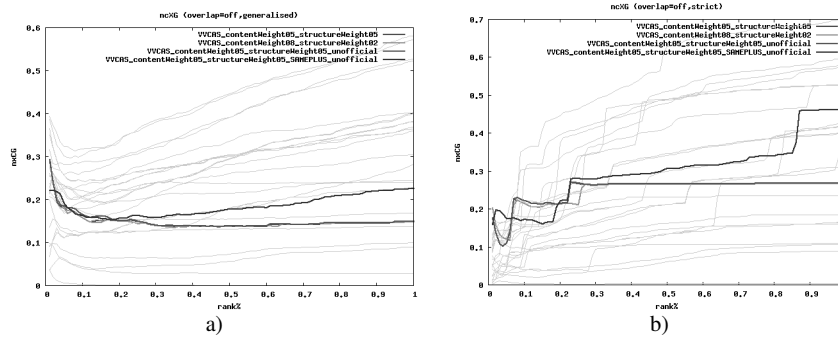 ncXG (overlap=off,generalised)
VVCAS_contentWeight05_structureWeight05
VVCAS_contentWeight08_structureWeight02
VVCAS_contentWeight05_structureWeight05_unofficial
VVCAS_contentWeight05_structureWeight05_SAMEPLUS_unofficial
0.6
0.5
0.4
0.3
0.2
0.1
0
nxCG
0 0.1 0.2 0.3 0.4 0.5 0.6 0.7 0.8 0.9 1
rank%
a)
ncXG (overlap=off,strict)
VVCAS_contentWeight05_structureWeight05
VVCAS_contentWeight08_structureWeight02
VVCAS_contentWeight05_structureWeight05_unofficial
VVCAS_contentWeight05_structureWeight05_SAMEPLUS_unofficial
0.7
0.6
0.5
0.4
0.3
0.2
0.1
0
nxCG
0 0.1 0.2 0.3 0.4 0.5 0.6 0.7 0.8 0.9
rank%
b)